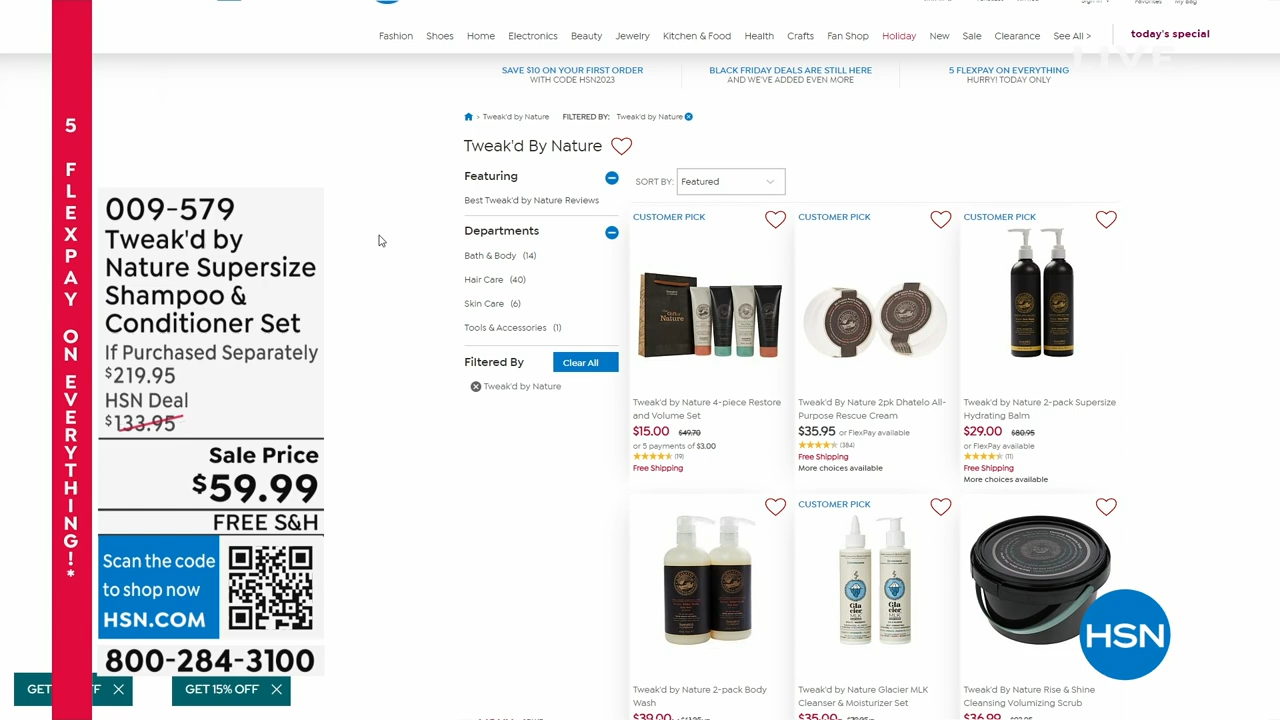 Fashion Shoes Home Electronics Beauty Jewelry Kitchen & Food Health Crafts Fan Shop Holiday New Sale Clearance See All > today's special
LIVE
SAVE $10 ON YOUR FIRST ORDER
WITH CODE HSN2023
BLACK FRIDAY DEALS ARE STILL HERE
AND WE'VE ADDED EVEN MORE
5 FLEXPAY ON EVERYTHING
HURRY! TODAY ONLY
5 FLEXPAY ON EVERYTHING!*
009-579
Tweak'd by
Nature Supersize
Shampoo &
Conditioner Set
If Purchased Separately
$219.95
HSN Deal
$133.95
Sale Price
$59.99
FREE S&H
Scan the code
to shop now
HSN.COM
800-284-3100
GET FF ×
GET 15% OFF ×
> Tweak'd by Nature FILTERED BY: Tweak'd by Nature
Tweak'd By Nature
Featuring
Best Tweak'd by Nature Reviews
Departments
Bath & Body (14)
Hair Care (40)
Skin Care (6)
Tools & Accessories (1)
Filtered By Clear All
Tweak'd by Nature
SORT BY: Featured
CUSTOMER PICK
Tweak'd by Nature 4-piece Restore
and Volume Set
$15.00 $49.70
or 5 payments of $3.00
(19)
Free Shipping
CUSTOMER PICK
Tweak'd By Nature 2pk Dhatelo All-
Purpose Rescue Cream
$35.95 or FlexPay available
(384)
Free Shipping
More choices available
CUSTOMER PICK
Tweak'd by Nature 2-pack Supersize
Hydrating Balm
$29.00 $80.95
or FlexPay available
(11)
Free Shipping
More choices available
Tweak'd by Nature 2-pack Body
Wash
$39.00
CUSTOMER PICK
Glacier MLK
Tweak'd by Nature Glacier MLK
Cleanser & Moisturizer Set
$35.00
Tweak'd By Nature Rise & Shine
Cleansing Volumizing Scrub
$36.99
HSN